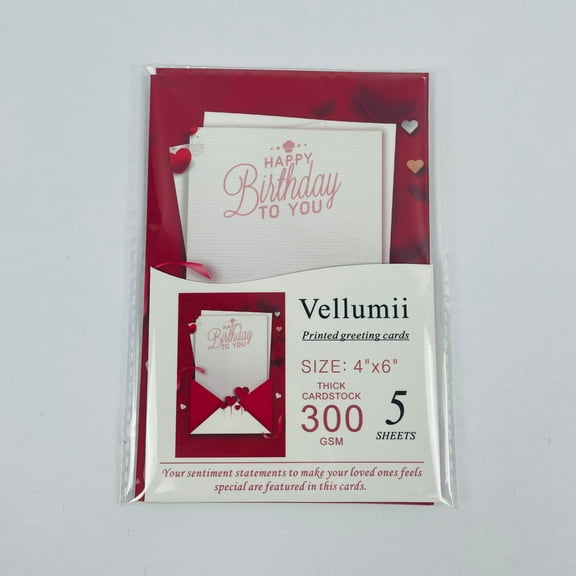 HAPPY
Birthday
TO YOU
Vellumii
Printed greeting cards
HAPPY
Birthday
TO YOU
SIZE: 4"x6"
THICK
CARDSTOCK
300
GSM
5
SHEETS
Your sentiment statements to make your loved ones feels
special are featured in this cards.